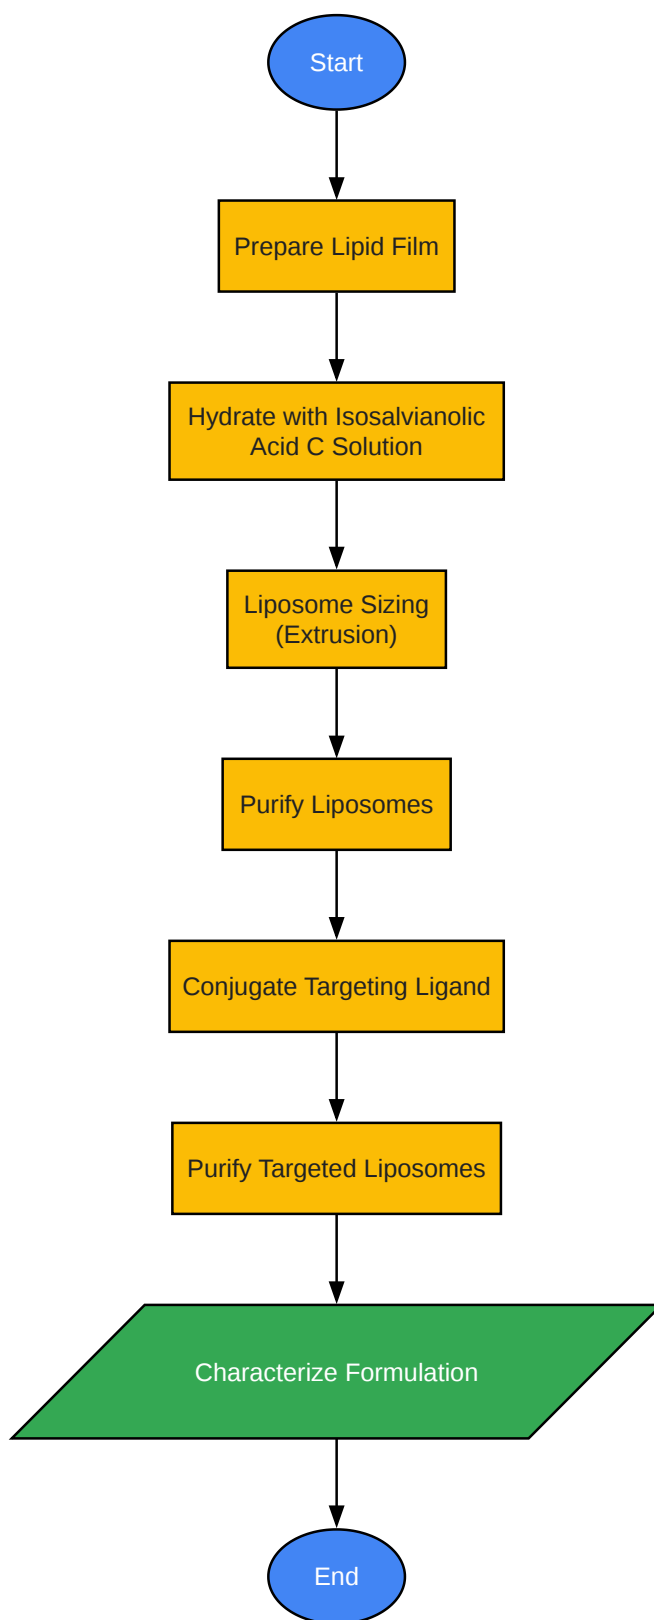 Start
Prepare Lipid Film
Hydrate with Isosalvianolic
Acid C Solution
Liposome Sizing
(Extrusion)
Purify Liposomes
Conjugate Targeting Ligand
Purify Targeted Liposomes
Characterize Formulation
End